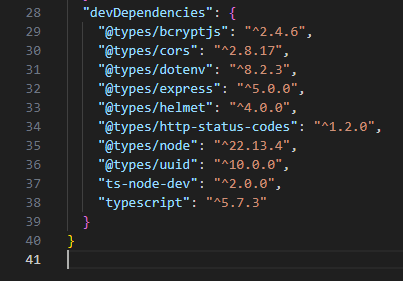 28 "devDependencies": {
29 "@types/bcryptjs": "^2.4.6",
30 "@types/cors": "^2.8.17",
31 "@types/dotenv": "^8.2.3",
32 "@types/express": "^5.0.0",
33 "@types/helmet": "^4.0.0",
34 "@types/http-status-codes": "^1.2.0",
35 "@types/node": "^22.13.4",
36 "@types/uuid": "^10.0.0",
37 "ts-node-dev": "^2.0.0",
38 "typescript": "^5.7.3"
39 }
40 }
41